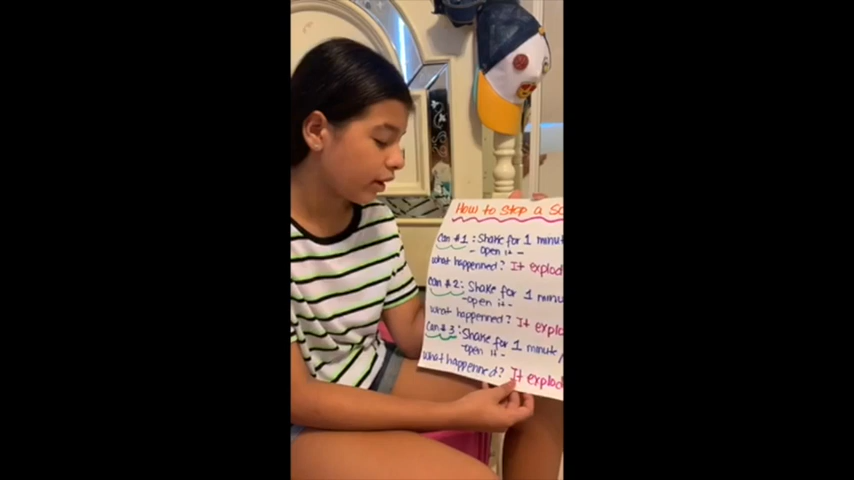 How to stop a so
Can #1: Shake for 1 minut
- open it -
what happenned? It explod
Can #2: Shake for 1 minu
-open it-
what happenned? It explo
Can #3: Shake for 1 minute/
-open it-
what happenned? It explod